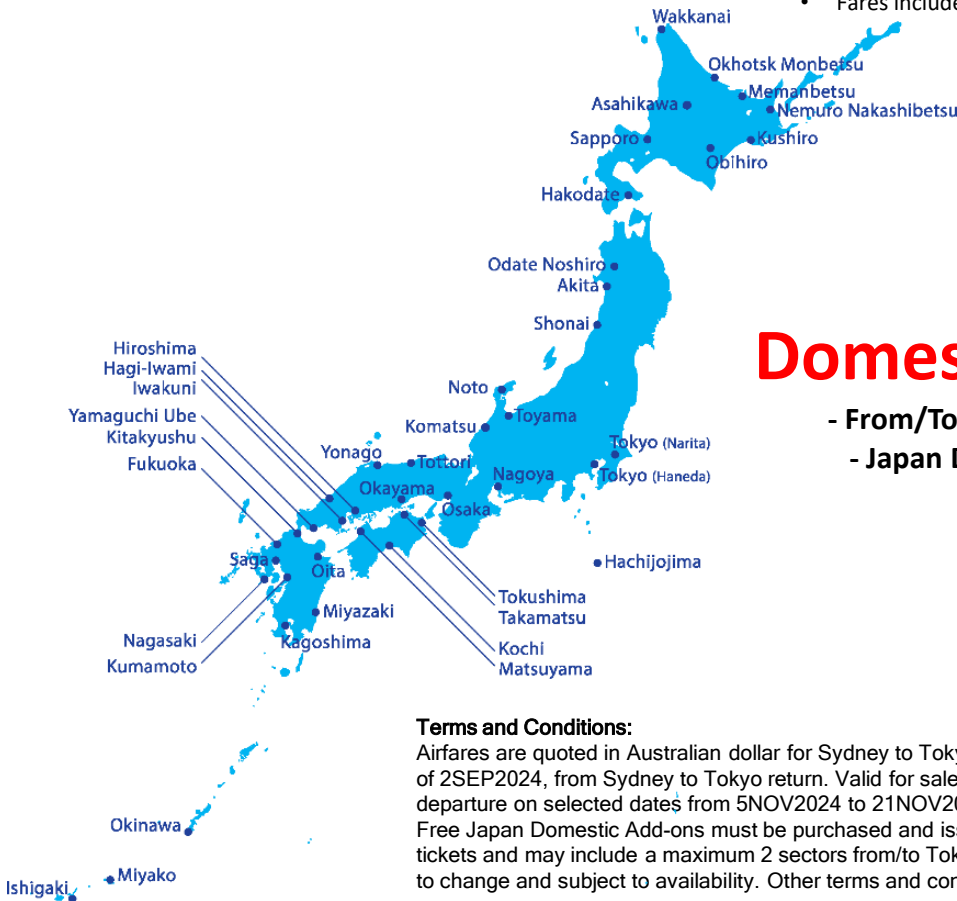 • Fares include
Wakkanai
Okhotsk Monbetsu
Memanbetsu
Asahikawa
Nemuro Nakashibetsu
Sapporo
Kushiro
Obihiro
Hakodate
Odate Noshiro
Akita
Shonai
Domes
- From/To
- Japan D
Hiroshima
Hagi-Iwami
Iwakuni
Yamaguchi Ube
Kitakyushu
Fukuoka
Noto
Toyama
Komatsu
Tokyo (Narita)
Yonago
Tottori
Nagoya
Tokyo (Haneda)
Okayama
Osaka
Saga
Oita
Hachijojima
Tokushima
Takamatsu
Miyazaki
Nagasaki
Kagoshima
Kochi
Kumamoto
Matsuyama
Terms and Conditions:
Airfares are quoted in Australian dollar for Sydney to Toky
of 2SEP2024, from Sydney to Tokyo return. Valid for sale
departure on selected dates from 5NOV2024 to 21NOV20
Free Japan Domestic Add-ons must be purchased and iss
tickets and may include a maximum 2 sectors from/to Tok
to change and subject to availability. Other terms and con
Okinawa
Miyako
Ishigaki